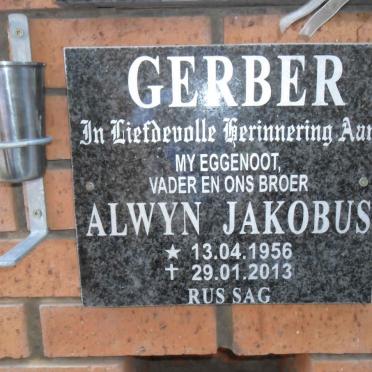 GERBER
In Liefdevolle Herinnering Aan
MY EGGENOOT,
VADER EN ONS BROER
ALWYN JAKOBUS
★ 13.04.1956
✝ 29.01.2013
RUS SAG